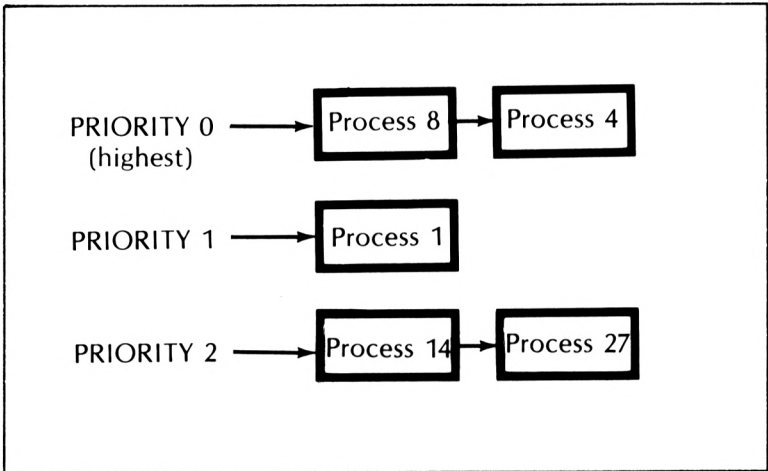 PRIORITY 0
(highest)
Process 8
Process 4
PRIORITY 1
Process 1
PRIORITY 2
Process 14
Process 27